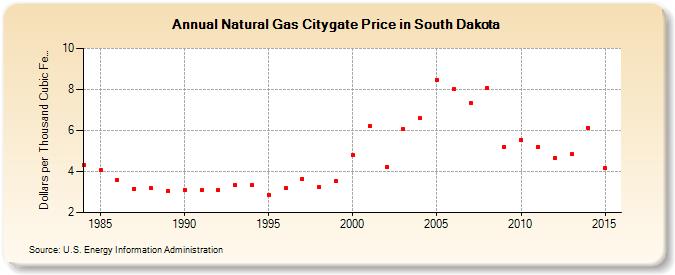 Annual Natural Gas Citygate Price in South Dakota
Dollars per Thousand Cubic Fe...
10
8
6
4
2
1985 1990 1995 2000 2005 2010 2015
Source: U.S. Energy Information Administration